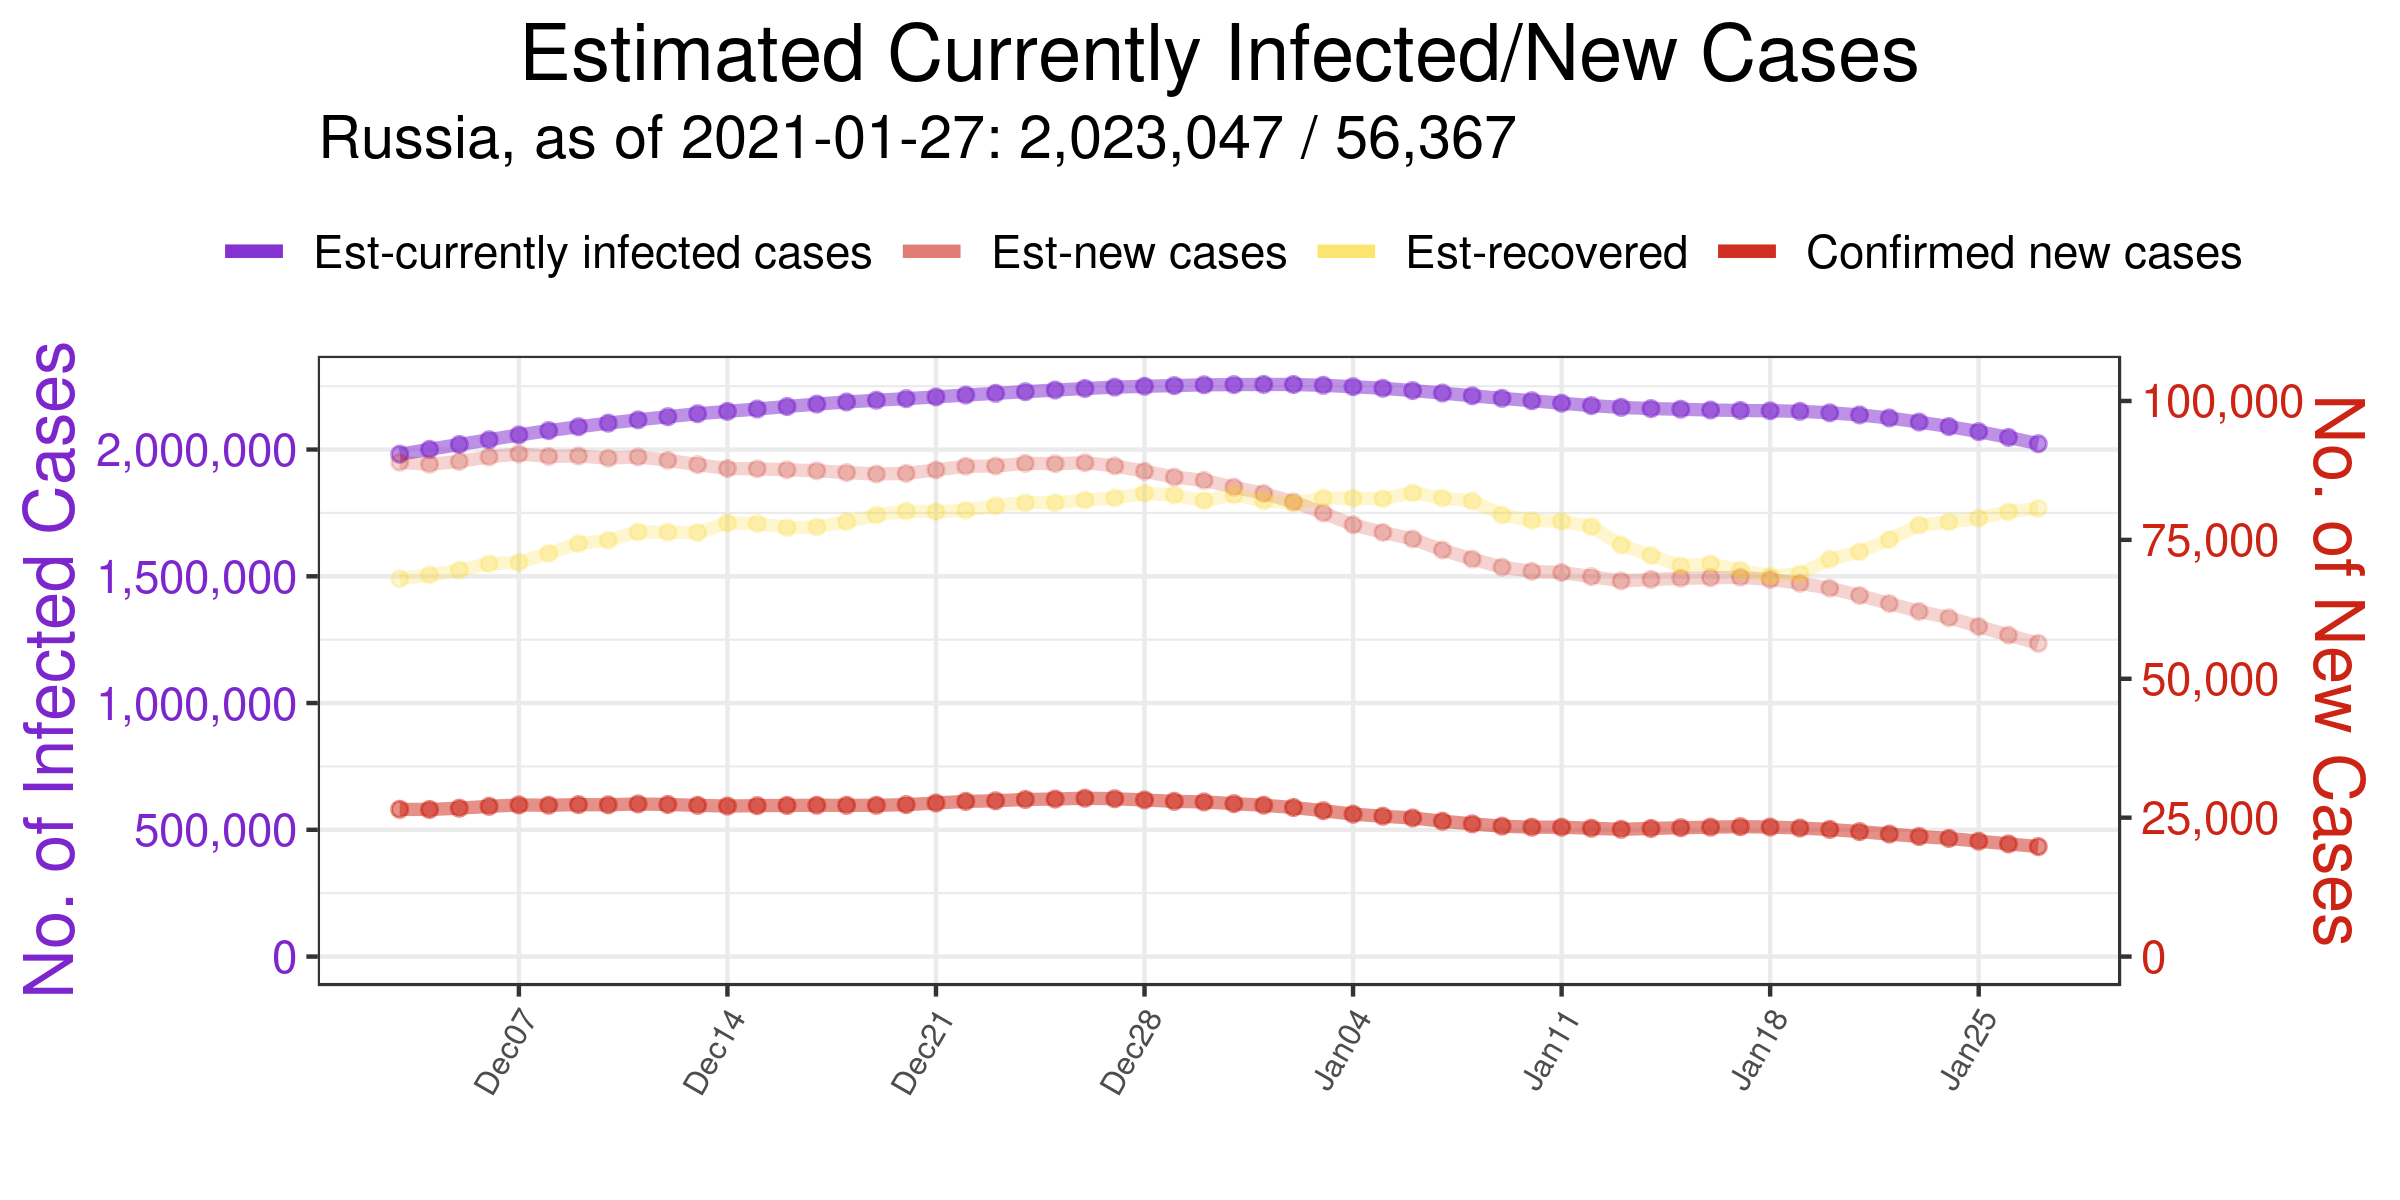 Estimated Currently Infected/New Cases
Russia, as of 2021-01-27: 2,023,047 / 56,367
Est-currently infected cases
Est-new cases
Est-recovered
Confirmed new cases
No. of Infected Cases
2,000,000
1,500,000
1,000,000
500,000
0
100,000
75,000
50,000
25,000
0
No. of New Cases
Dec07
Dec14
Dec21
Dec28
Jan04
Jan11
Jan18
Jan25